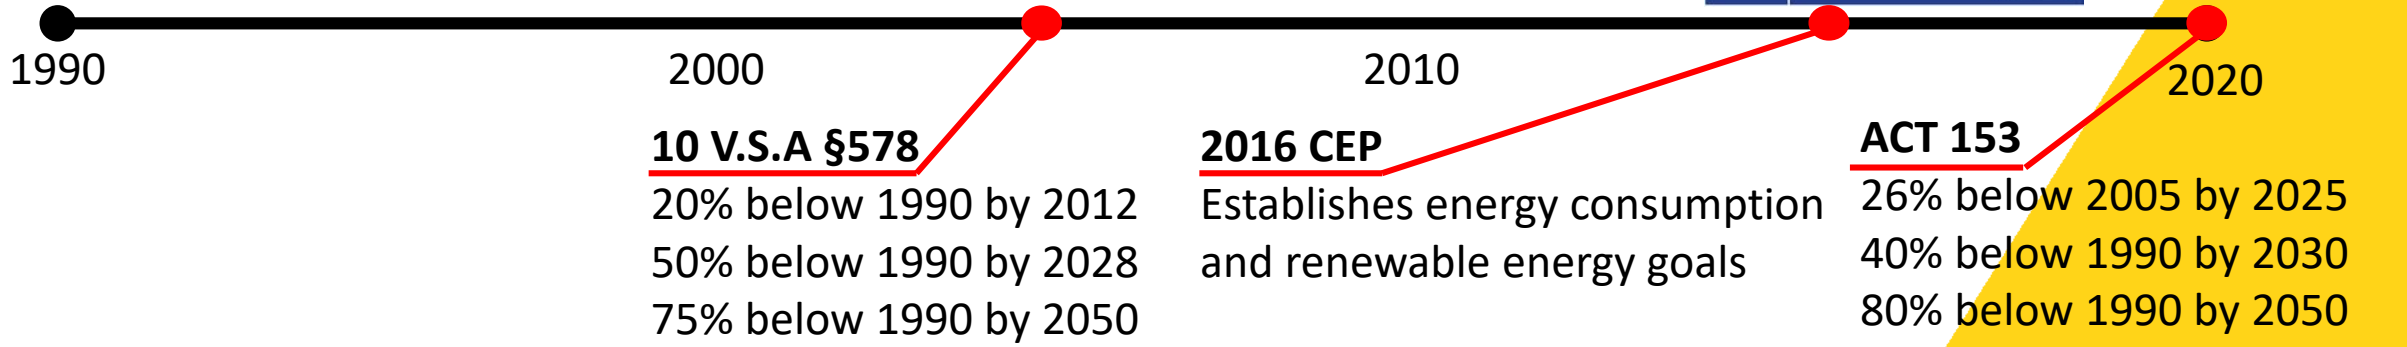 1990
2000
2010
2020
10 V.S.A §578
20% below 1990 by 2012
50% below 1990 by 2028
75% below 1990 by 2050
2016 CEP
Establishes energy consumption
and renewable energy goals
ACT 153
26% below 2005 by 2025
40% below 1990 by 2030
80% below 1990 by 2050